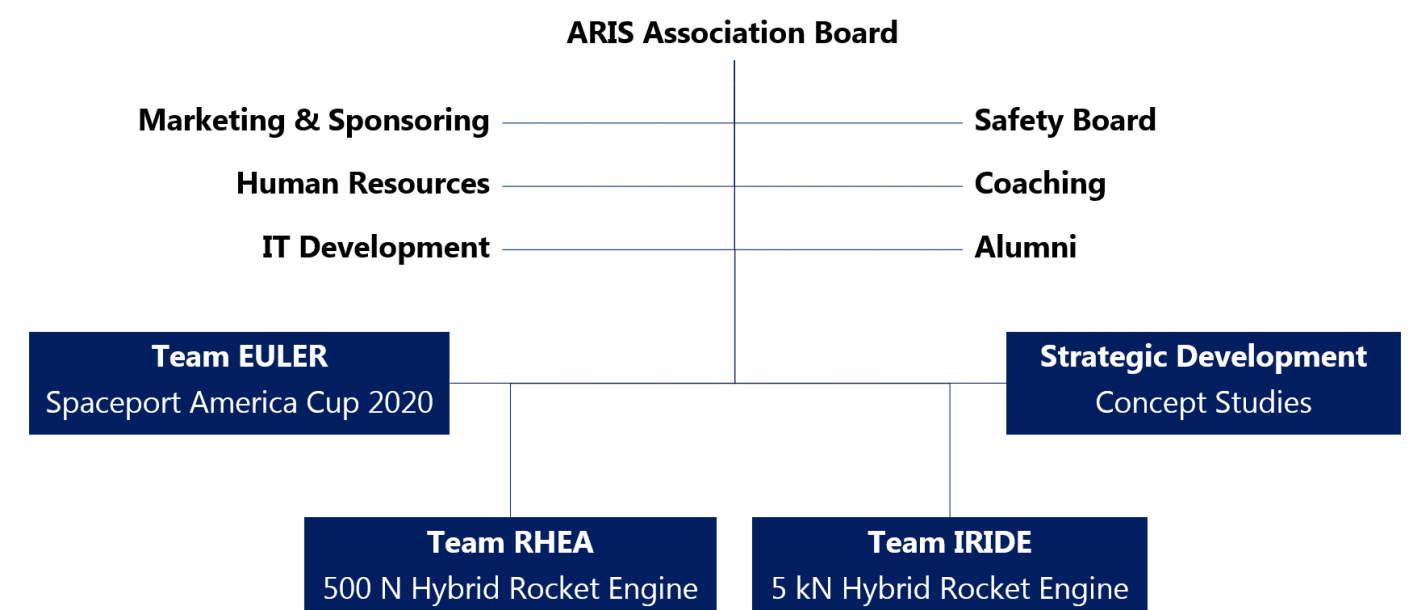 ARIS Association Board
Marketing & Sponsoring
Safety Board
Human Resources
Coaching
IT Development
Alumni
Team EULER
Spaceport America Cup 2020
Strategic Development
Concept Studies
Team RHEA
500 N Hybrid Rocket Engine
Team IRIDE
5 kN Hybrid Rocket Engine